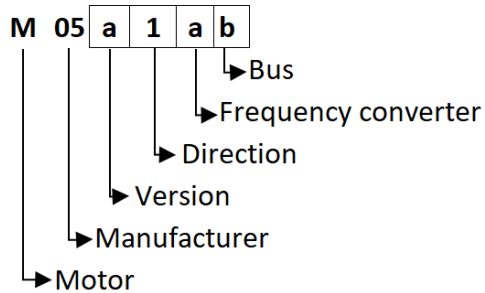 M 05 a 1 a b
Bus
Frequency converter
Direction
Version
Manufacturer
Motor